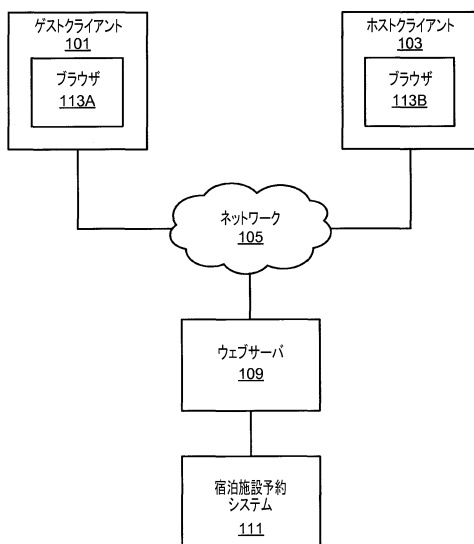 ゲストクライアント
101
ブラウザ
113A
ホストクライアント
103
ブラウザ
113B
ネットワーク
105
ウェブサーバ
109
宿泊施設予約
システム
111